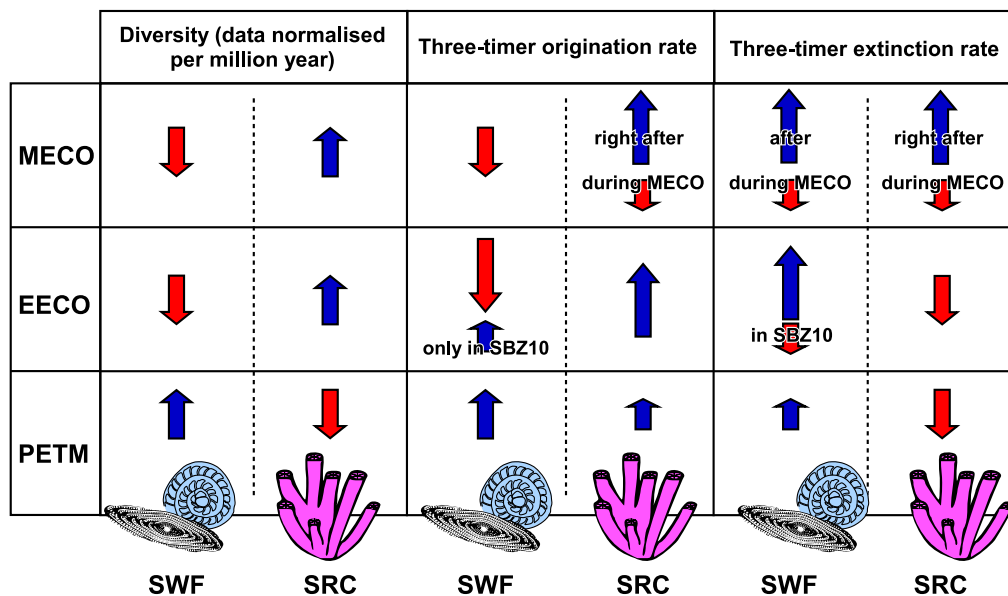 Diversity (data normalised
per million year)
Three-timer origination rate
Three-timer extinction rate
MECO
right after
after
right after
during MECO
during MECO
during MECO
EECO
only in SBZ10
in SBZ10
PETM
SWF
SRC
SWF
SRC
SWF
SRC